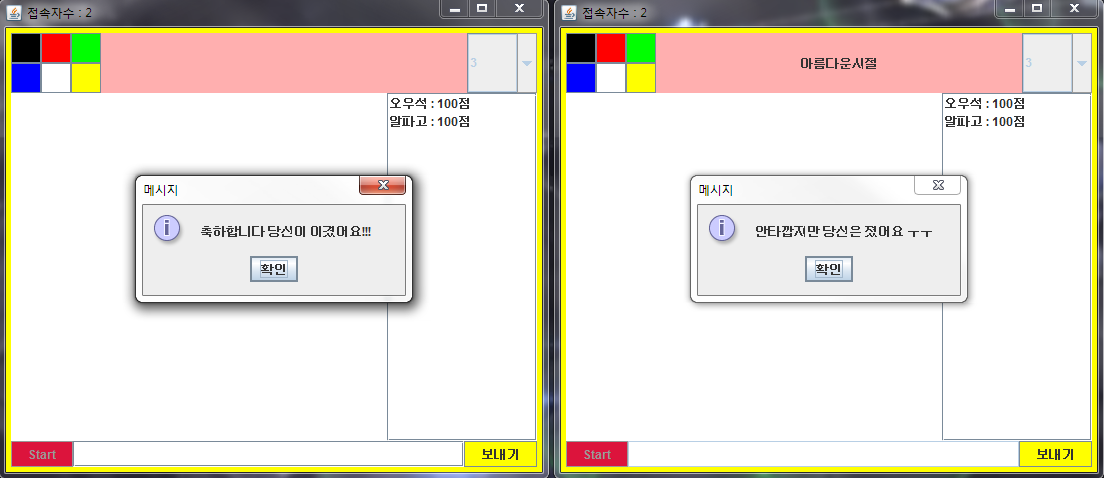 접속자수 : 2
3
오우석 : 100점
알파고 : 100점
메시지
축하합니다 당신이 이겼어요!!!
확인
Start
보내기
접속자수 : 2
아름다운시절
3
오우석 : 100점
알파고 : 100점
메시지
안타깝지만 당신은 졌어요 ㅜㅜ
확인
Start
보내기